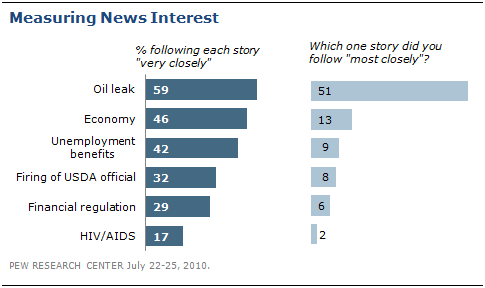 Measuring News Interest
% following each story
"very closely"
Which one story did you
follow "most closely"?
Oil leak 59 51
Economy 46 13
Unemployment
benefits 42 9
Firing of USDA official 32 8
Financial regulation 29 6
HIV/AIDS 17 2
PEW RESEARCH CENTER July 22-25, 2010.